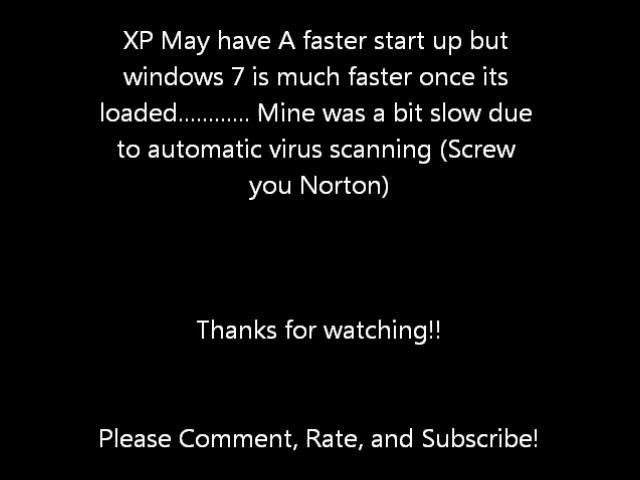 XP May have A faster start up but
windows 7 is much faster once its
loaded............ Mine was a bit slow due
to automatic virus scanning (Screw
you Norton)
Thanks for watching!!
Please Comment, Rate, and Subscribe!